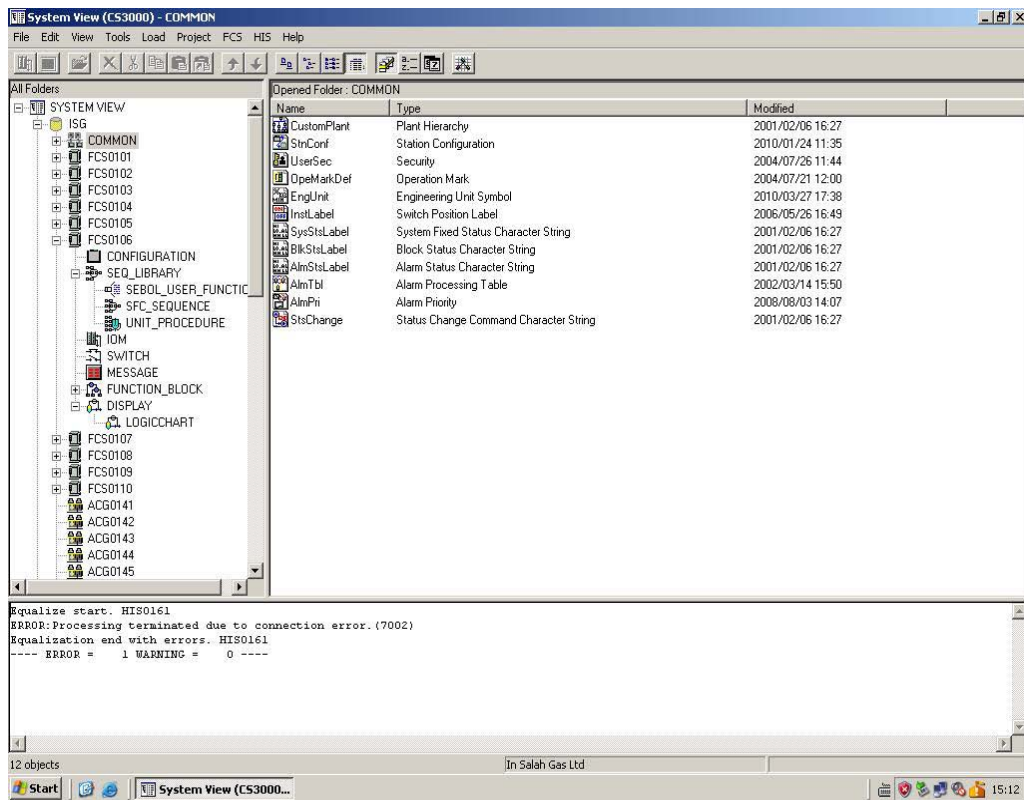 System View (CS3000) - COMMON
File Edit View Tools Load Project FCS HIS Help
All Folders
Opened Folder : COMMON
SYSTEM VIEW
ISG
COMMON
FCS0101
FCS0102
FCS0103
FCS0104
FCS0105
FCS0106
CONFIGURATION
SEQ_LIBRARY
SEBOL_USER_FUNCTIC
SFC_SEQUENCE
UNIT_PROCEDURE
IOM
SWITCH
MESSAGE
FUNCTION_BLOCK
DISPLAY
LOGICCHART
FCS0107
FCS0108
FCS0109
FCS0110
ACG0141
ACG0142
ACG0143
ACG0144
ACG0145
Name Type Modified
CustomPlant Plant Hierarchy 2001/02/06 16:27
StnConf Station Configuration 2010/01/24 11:35
UserSec Security 2004/07/26 11:44
OpeMarkDef Operation Mark 2004/07/21 12:00
EngUnit Engineering Unit Symbol 2010/03/27 17:38
InstLabel Switch Position Label 2006/05/26 16:49
SysStsLabel System Fixed Status Character String 2001/02/06 16:27
BlkStsLabel Block Status Character String 2001/02/06 16:27
AlmStsLabel Alarm Status Character String 2001/02/06 16:27
AlmTbl Alarm Processing Table 2002/03/14 15:50
AlmPri Alarm Priority 2008/08/03 14:07
StsChange Status Change Command Character String 2001/02/06 16:27
Equalize start. HIS0161
ERROR:Processing terminated due to connection error.(7002)
Equalization end with errors. HIS0161
---- ERROR = 1 WARNING = 0 ----
12 objects In Salah Gas Ltd
Start System View (CS3000... 15:12